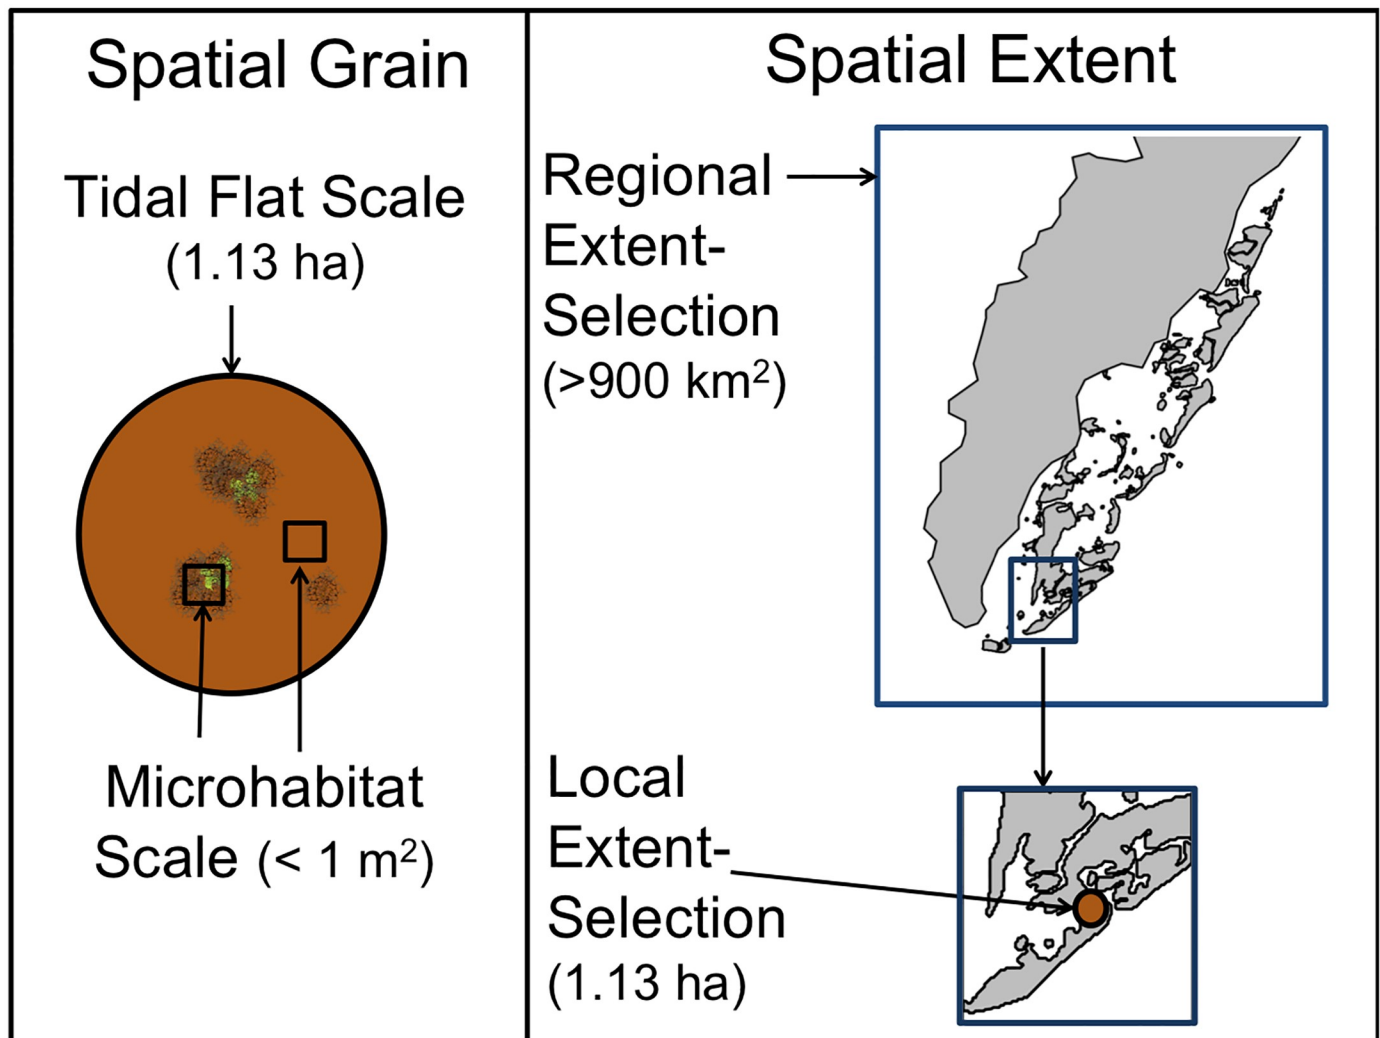 Spatial Grain
Tidal Flat Scale
(1.13 ha)
Microhabitat
Scale (< 1 m²)
Spatial Extent
Regional
Extent-
Selection
(>900 km²)
Local
Extent-
Selection
(1.13 ha)